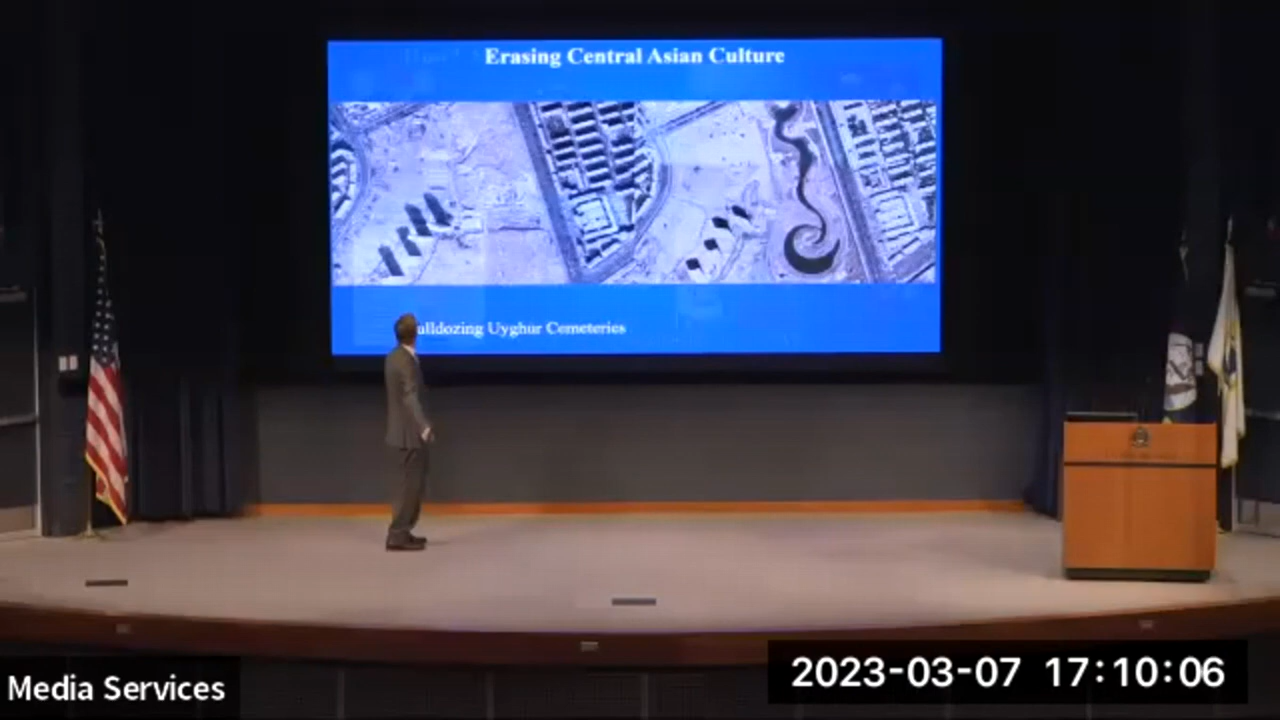 Erasing Central Asian Culture
ulldozing Uyghur Cemeteries
Media Services
2023-03-07 17:10:06